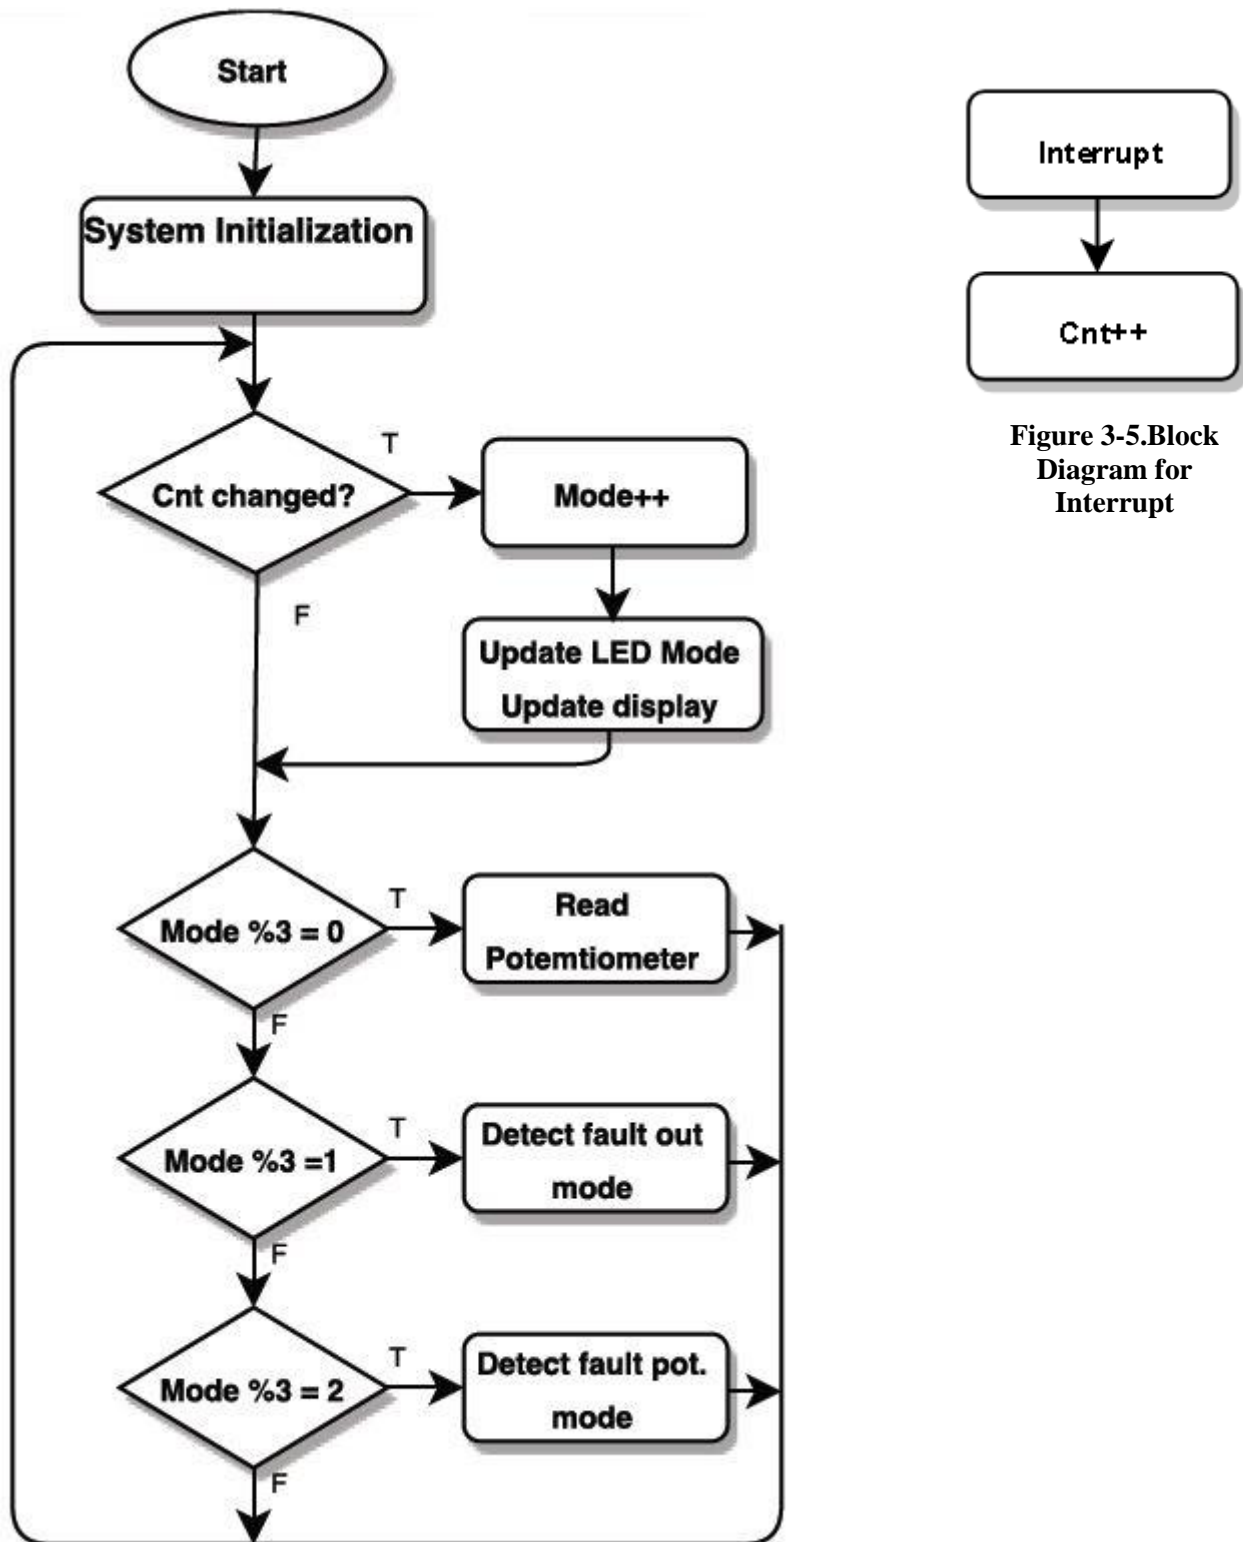 Start
System Initialization
Cnt changed?
T
Mode++
F
Update LED Mode
Update display
Mode %3 = 0
T
Read
Potemtiometer
F
Mode %3 =1
T
Detect fault out
mode
F
Mode %3 = 2
T
Detect fault pot.
mode
F
Interrupt
Cnt++
Figure 3-5.Block
Diagram for
Interrupt